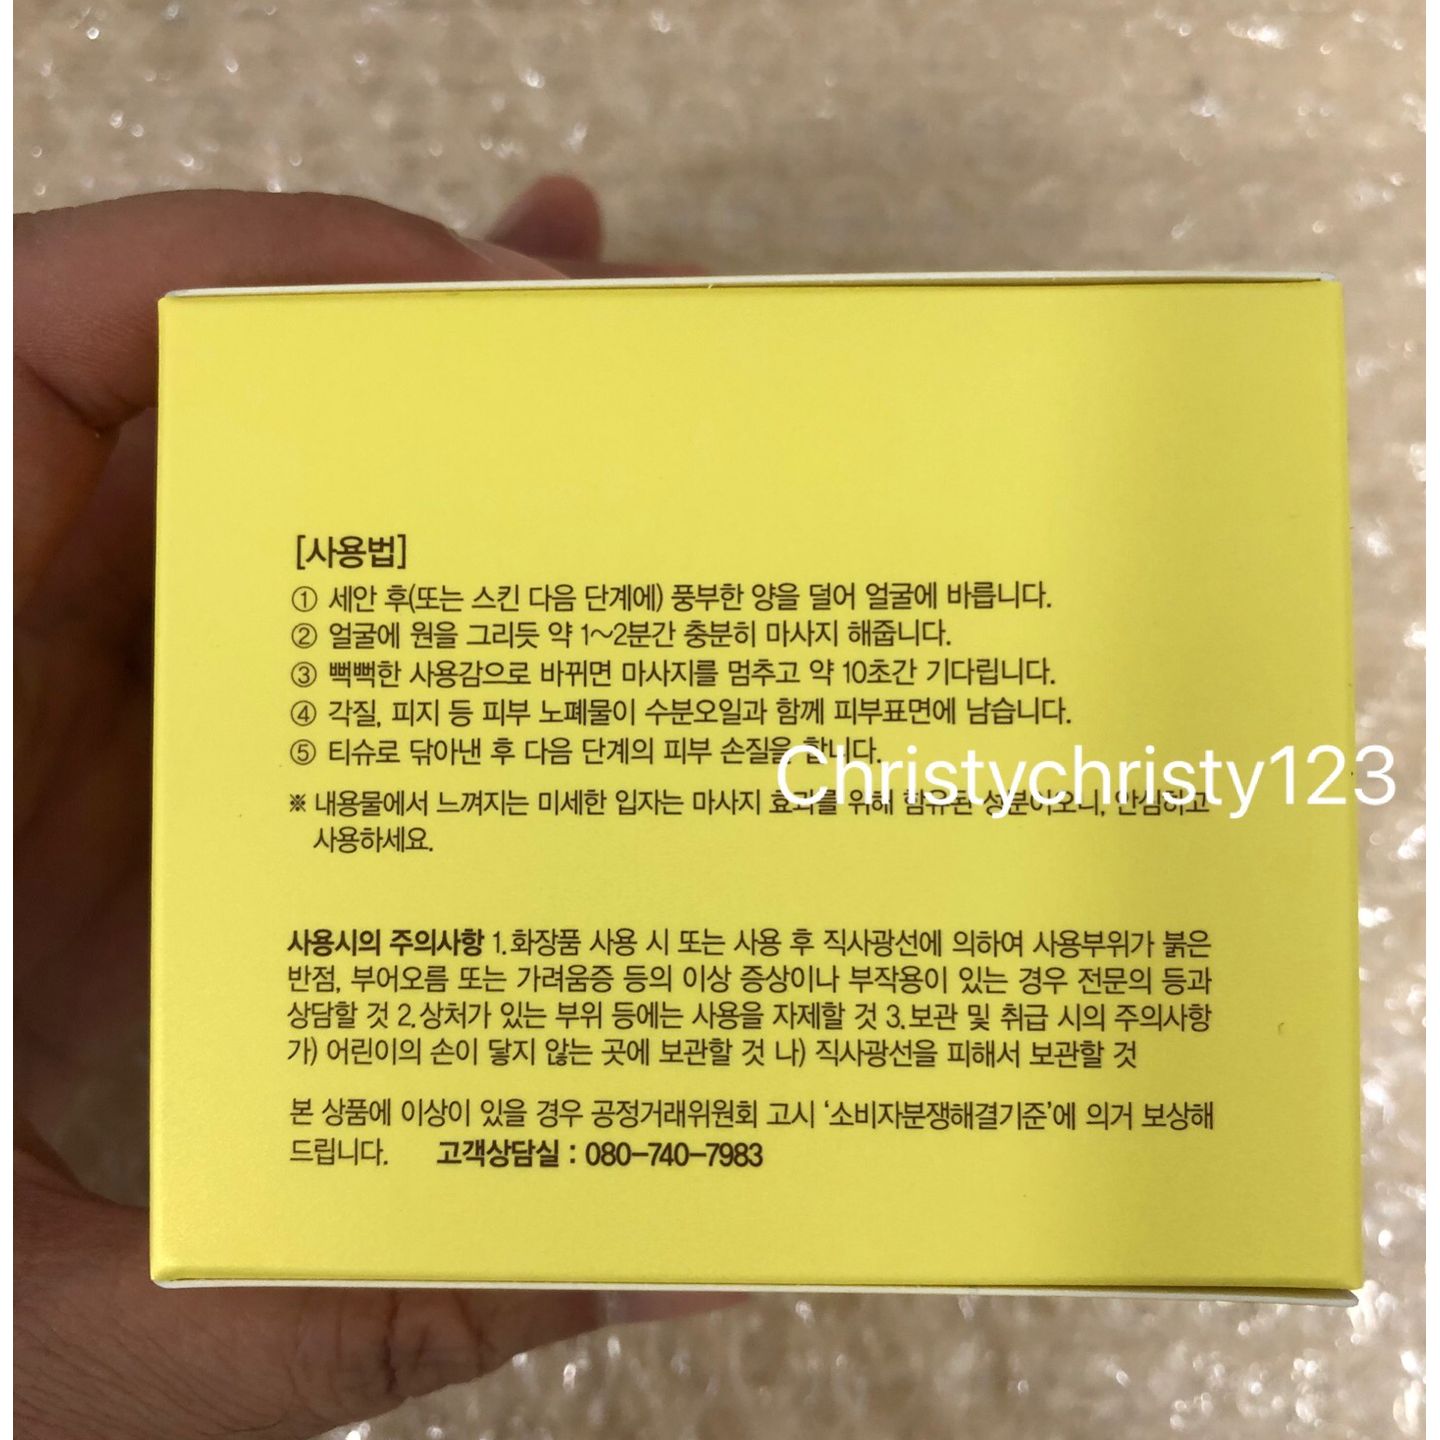 [사용법]
① 세안 후(또는 스킨 다음 단계에) 풍부한 양을 덜어 얼굴에 바릅니다.
② 얼굴에 원을 그리듯 약 1~2분간 충분히 마사지 해줍니다.
③ 뻑뻑한 사용감으로 바뀌면 마사지를 멈추고 약 10초간 기다립니다.
④ 각질, 피지 등 피부 노폐물이 수분오일과 함께 피부표면에 남습니다.
⑤ 티슈로 닦아낸 후 다음 단계의 피부 손질을 합니다.
Christychristy123
※ 내용물에서 느껴지는 미세한 입자는 마사지 효과를 위해 함유된 성분이오니, 안심하고
사용하세요.
사용시의 주의사항 1.화장품 사용 시 또는 사용 후 직사광선에 의하여 사용부위가 붉은
반점, 부어오름 또는 가려움증 등의 이상 증상이나 부작용이 있는 경우 전문의 등과
상담할 것 2.상처가 있는 부위 등에는 사용을 자제할 것 3.보관 및 취급 시의 주의사항
가) 어린이의 손이 닿지 않는 곳에 보관할 것 나) 직사광선을 피해서 보관할 것
본 상품에 이상이 있을 경우 공정거래위원회 고시 '소비자분쟁해결기준'에 의거 보상해
드립니다. 고객상담실 : 080-740-7983